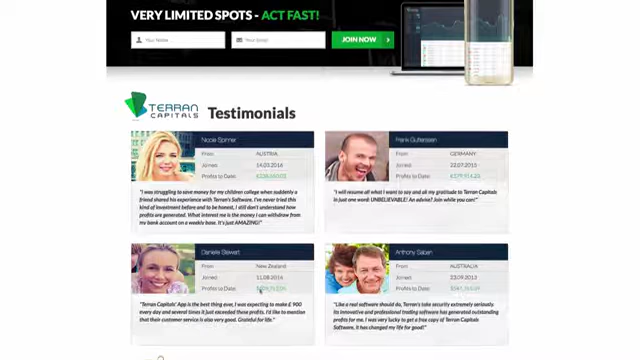 VERY LIMITED SPOTS - ACT FAST!
Your Name
Your Email
JOIN NOW
TERRAN
CAPITALS
Testimonials
From: AUSTRIA
Joined: 14.03.2016
Profits to Date:
"I was struggling to save money for my children college when suddenly a
friend shared his experience with Terran's Software. I've never tried this
kind of investment before and to be honest, I still don't understand how
profits are generated. What interest me is the money I can withdraw from
my bank account on a weekly base. It's just AMAZING!"
From: GERMANY
Joined: 22.07.2015
Profits to Date:
"I will resume all what I want to say and all my gratitude to Terran Capitals
in just one word: UNBELIEVABLE! An advice? Join while you can!"
Daniele Stewart
From: New Zealand
Joined: 11.08.2014
Profits to Date:
"Terran Capitals' App is the best thing ever, I was expecting to make £ 900
every day and several times it just exceeded these profits. I'd like to mention
that their customer service is also very good. Grateful for life."
Anthony Saban
From: AUSTRALIA
Joined: 23.09.2013
Profits to Date:
"Like a real software should do, Terran's take security extremely seriously.
Its innovative and professional trading software has generated outstanding
profits for me. I was very lucky to get a free copy of Terran Capitals
Software. It has changed my life for good!"